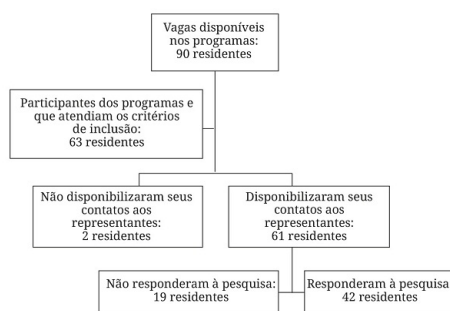 Vagas disponíveis
nos programas:
90 residentes
Participantes dos programas e
que atendiam os critérios
de inclusão:
63 residentes
Não disponibilizaram seus
contatos aos
representantes:
2 residentes
Disponibilizaram seus
contatos aos
representantes:
61 residentes
Não responderam à pesquisa:
19 residentes
Responderam à pesquisa
42 residentes